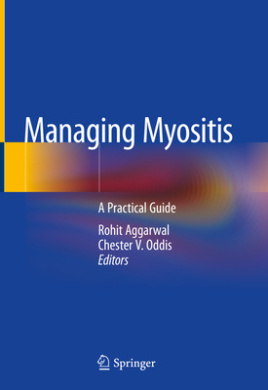 Managing Myositis
A Practical Guide
Rohit Aggarwal
Chester V. Oddis
Editors
Springer